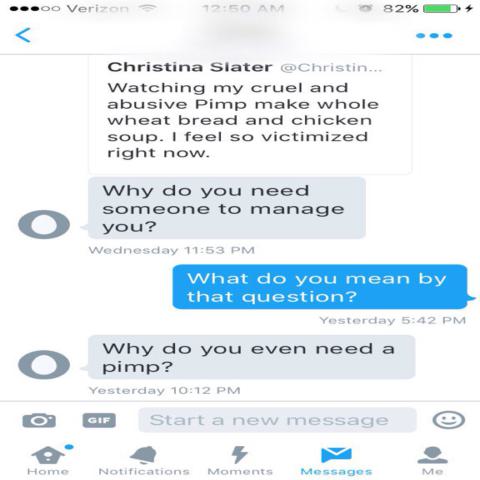 Verizon 12:50 AM 82%
Christina Slater @Christin...
Watching my cruel and
abusive Pimp make whole
wheat bread and chicken
soup. I feel so victimized
right now.
Why do you need
someone to manage
you?
Wednesday 11:53 PM
What do you mean by
that question?
Yesterday 5:42 PM
Why do you even need a
pimp?
Yesterday 10:12 PM
GIF Start a new message
Home Notifications Moments Messages Me